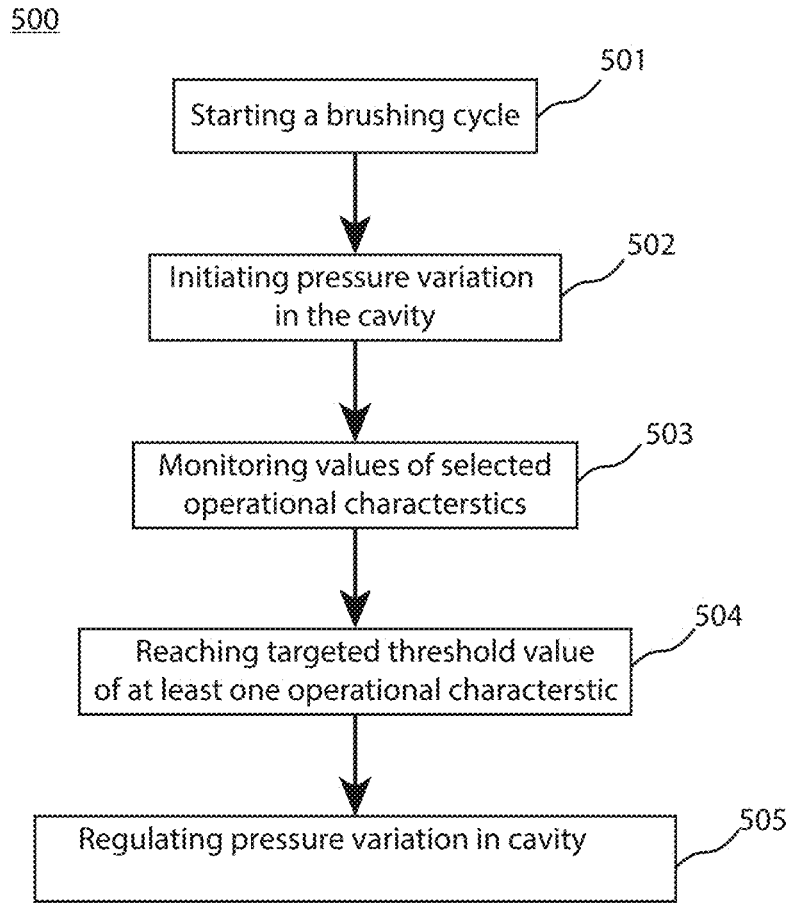 500
501
Starting a brushing cycle
502
Initiating pressure variation
in the cavity
503
Monitoring values of selected
operational characterstics
504
Reaching targeted threshold value
of at least one operational characterstic
505
Regulating pressure variation in cavity